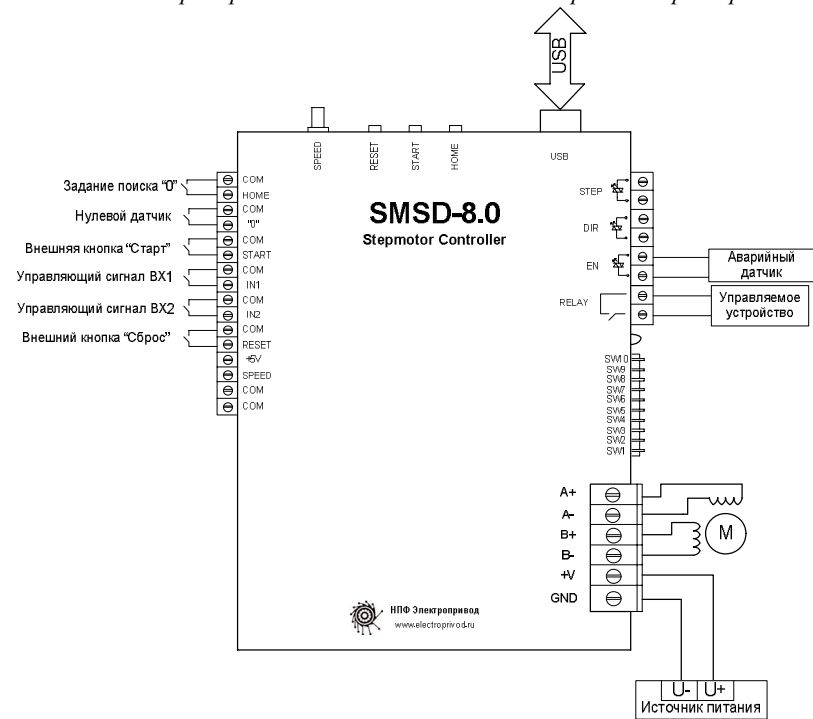 USB
SPEED
RESET
START
HOME
USB
Задание поиска "0"
Нулевой датчик
Внешняя кнопка "Старт"
Управляющий сигнал ВХ1
Управляющий сигнал ВХ2
Внешний кнопка "Сброс"
COM
HOME
COM
"0"
COM
START
COM
IN1
COM
IN2
COM
RESET
+5V
SPEED
COM
COM
SMSD-8.0
Stepmotor Controller
STEP
DIR
EN
RELAY
Аварийный
датчик
Управляемое
устройство
SW10
SW9
SW8
SW7
SW6
SW5
SW4
SW3
SW2
SW1
A+
A-
B+
B-
+V
GND
M
НПФ Электропривод
www.electroprivod.ru
U- U+
Источник питания